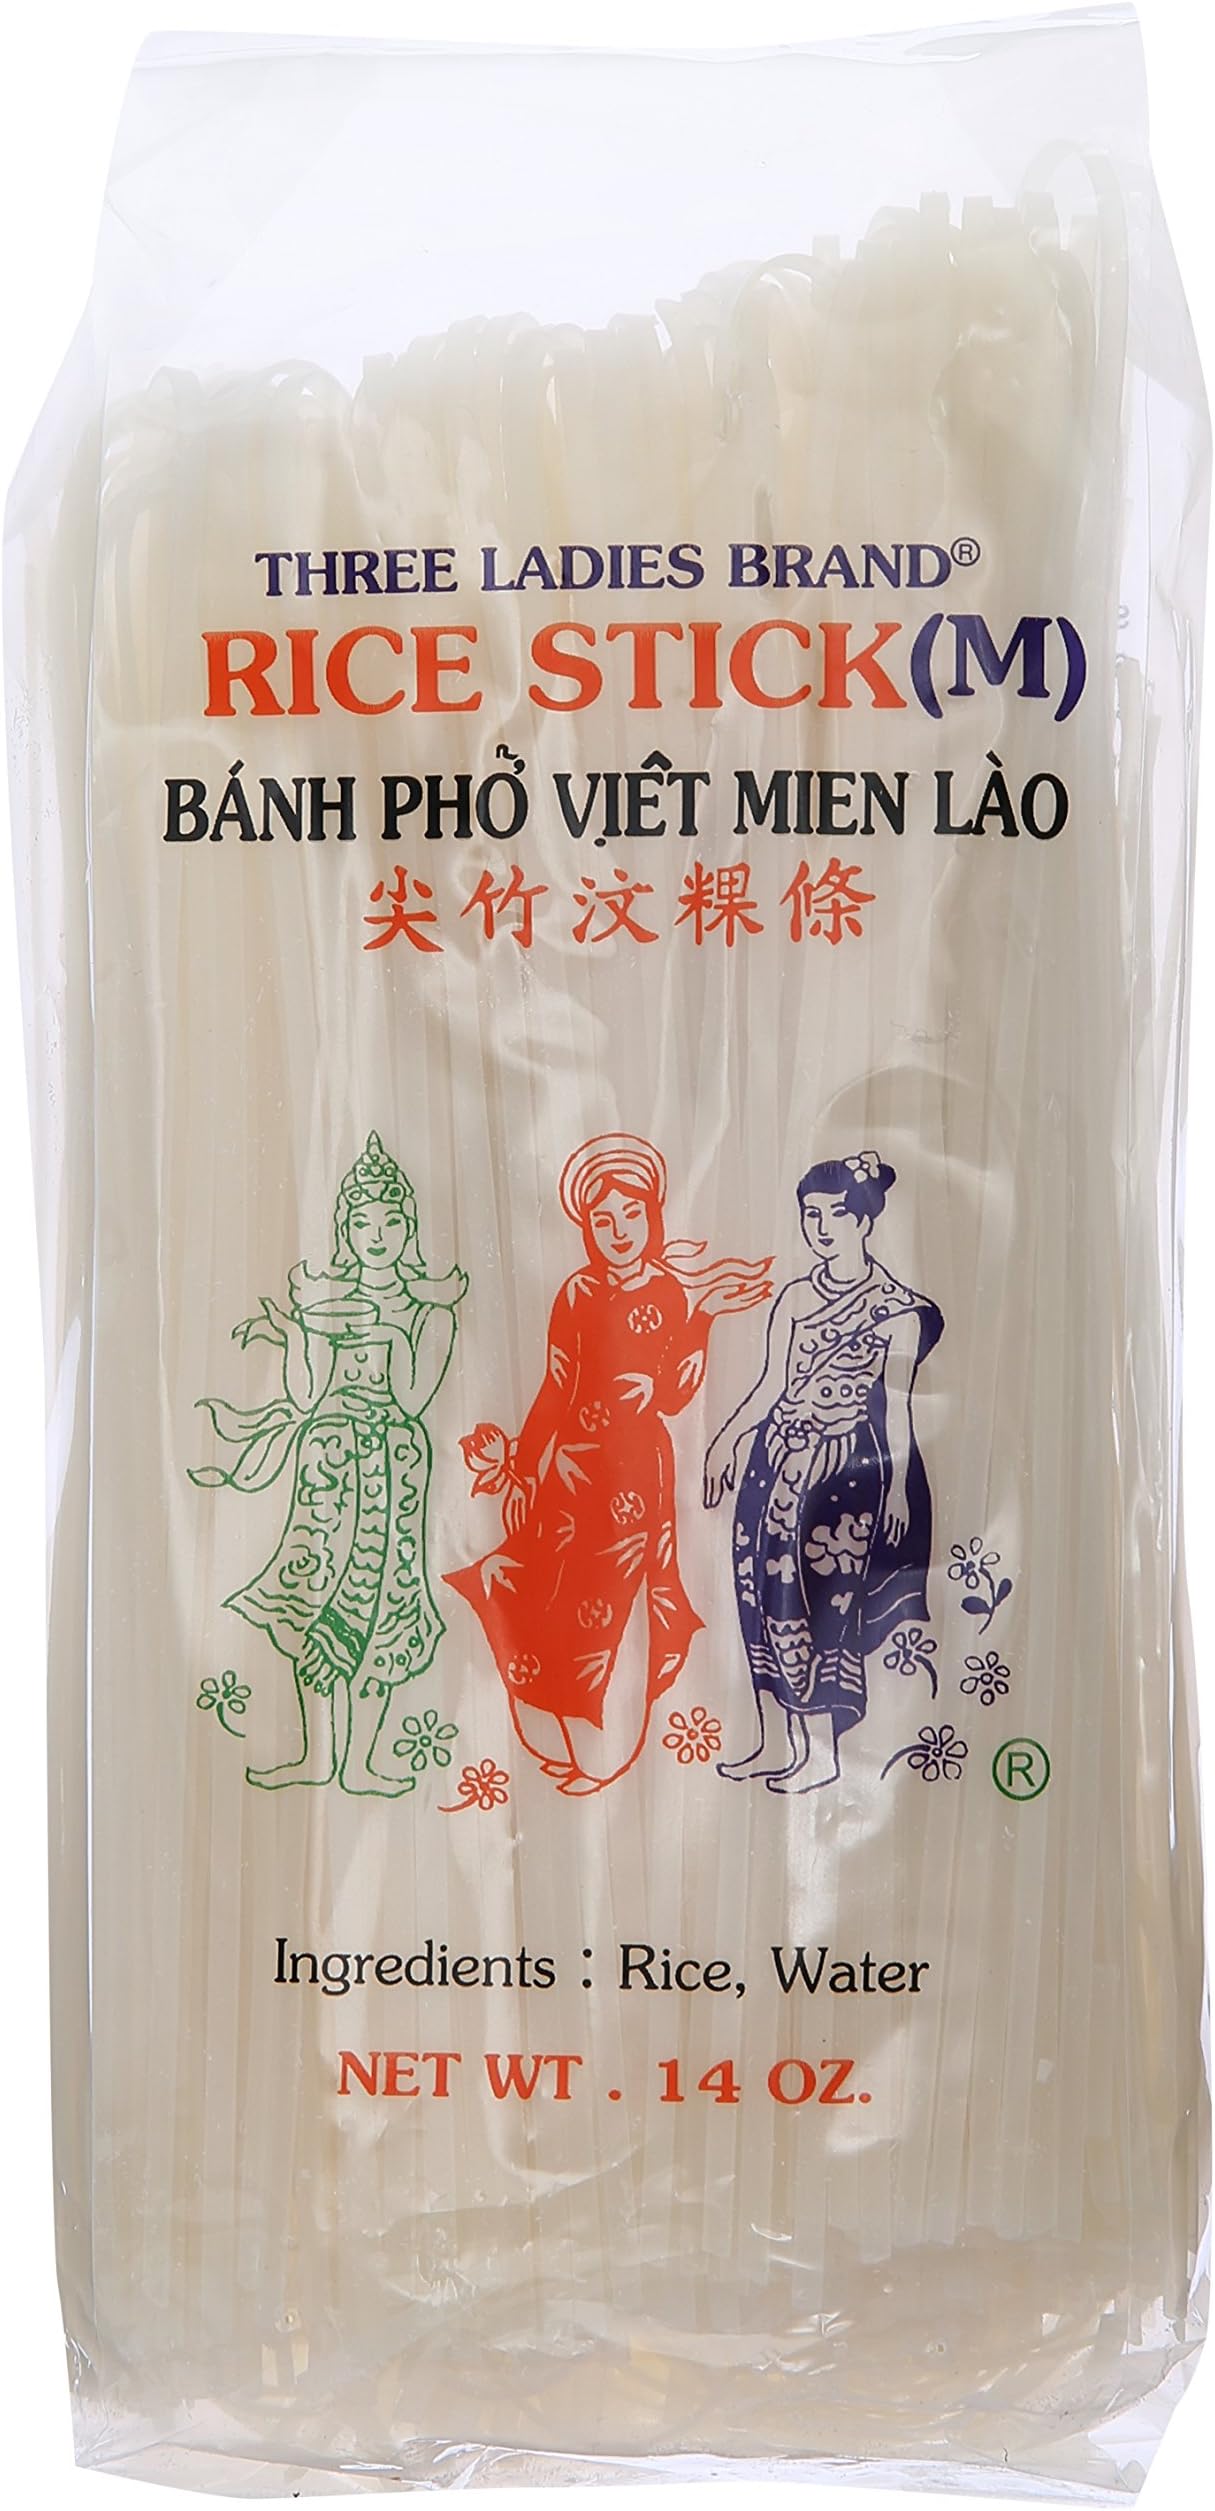 THREE LADIES BRAND®
RICE STICK(M)
BÁNH PHỞ VIỆT MIEN LÀO
尖竹汶粿條
®
Ingredients : Rice, Water
NET WT . 14 OZ.